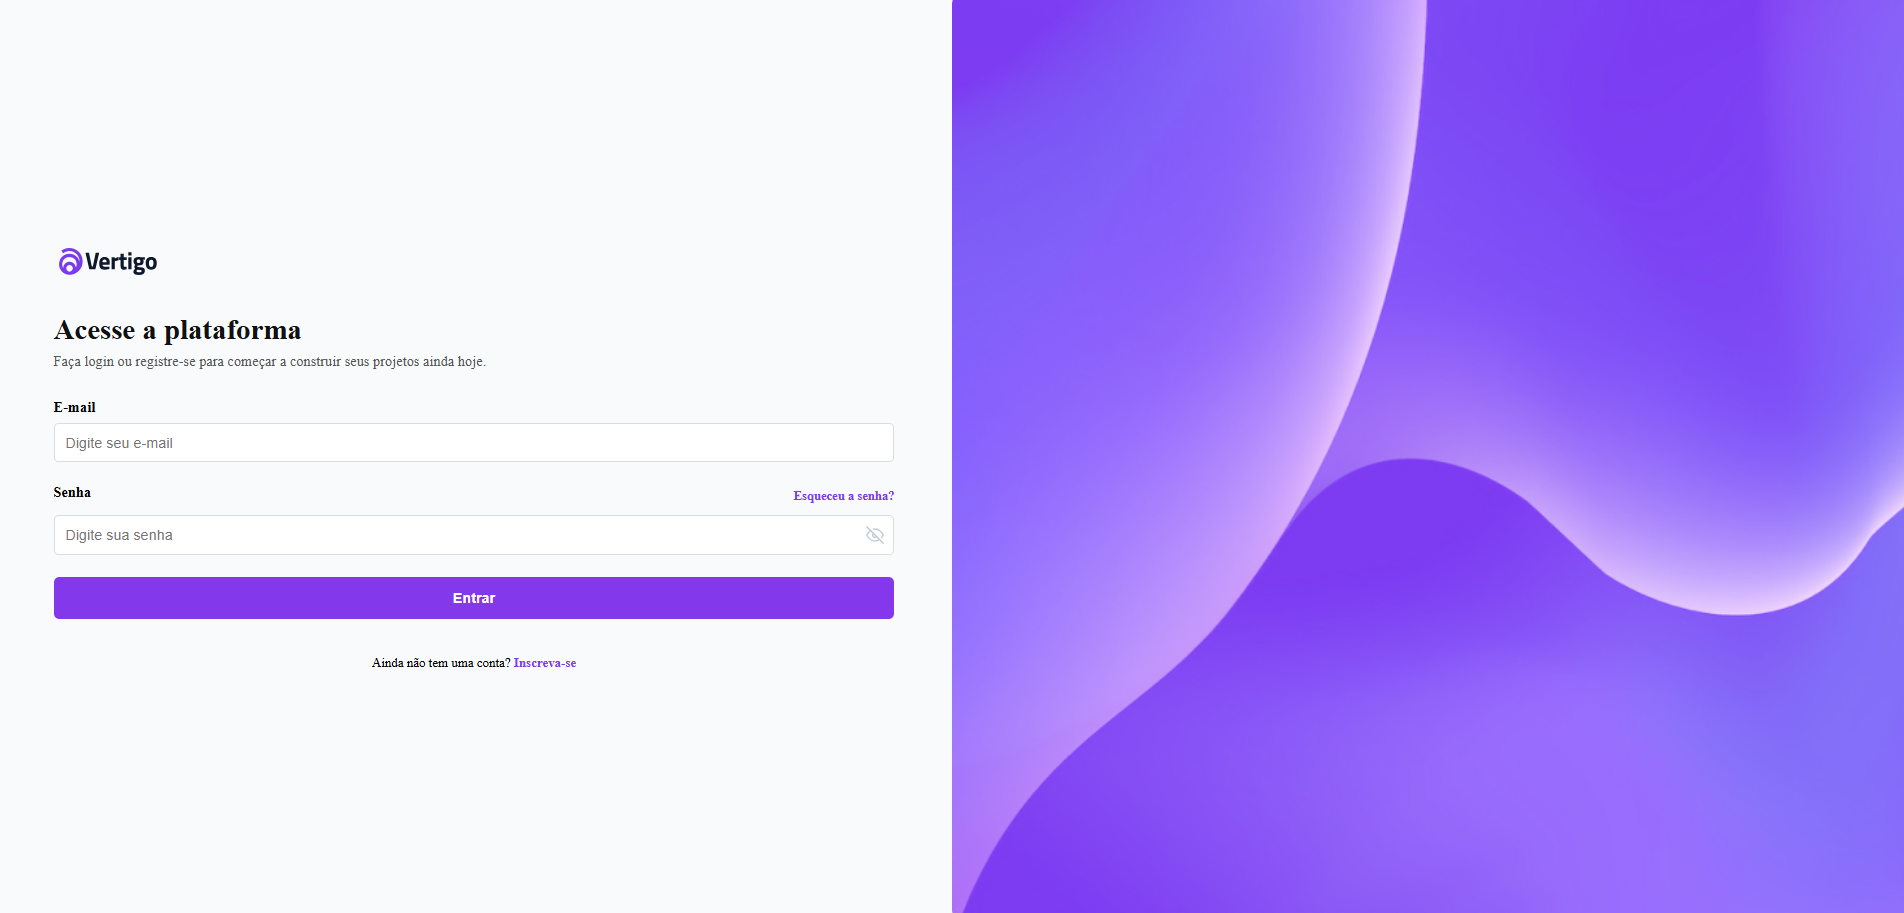 Vertigo
Acesse a plataforma
Faça login ou registre-se para começar a construir seus projetos ainda hoje.
E-mail
Digite seu e-mail
Senha
Esqueceu a senha?
Digite sua senha
Entrar
Ainda não tem uma conta? Inscreva-se